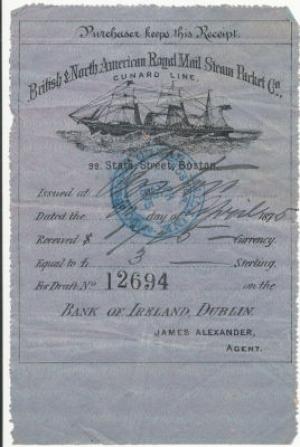 Purchaser keeps this Receipt.
British & North American Royal Mail Steam Packet Co.,
CUNARD LINE.
99 State Street, Boston.
Issued at Boston
Dated the day of April 187
Received $ Currency.
Equal to £ 3 Sterling.
For Draft No 12694 on the
BANK OF IRELAND, DUBLIN.
JAMES ALEXANDER,
AGENT.